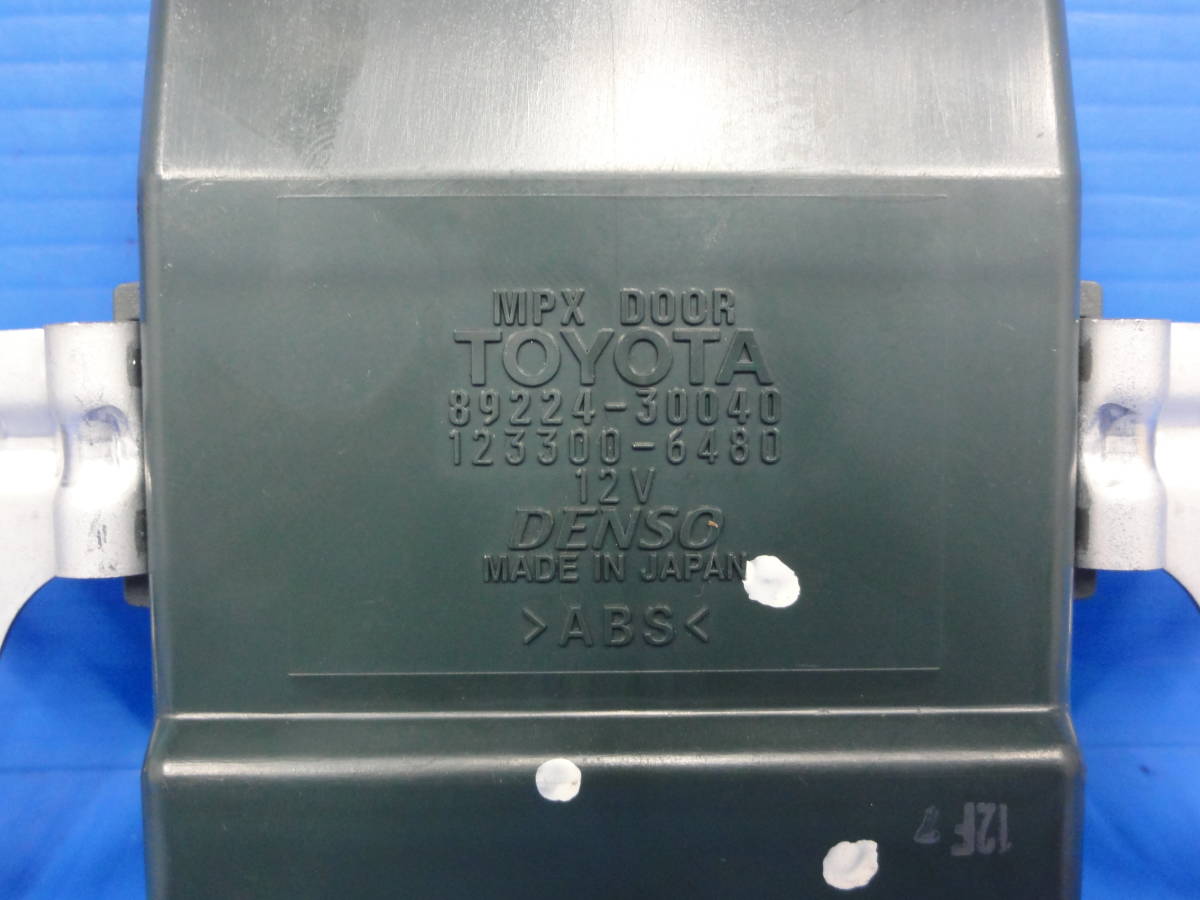 MPX DOOR
TOYOTA
89224-30040
123300-6480
12V
DENSO
MADE IN JAPAN
>ABS<
12F